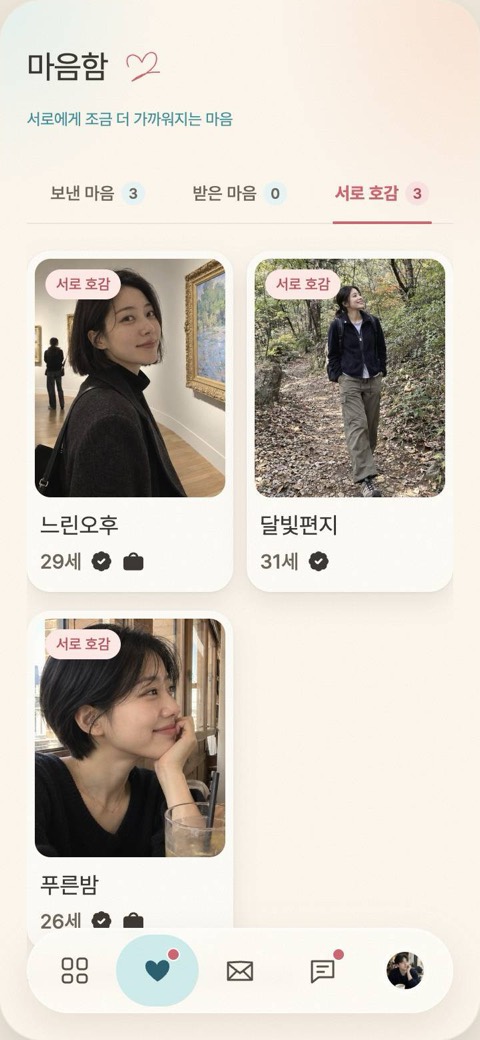 마음함
서로에게 조금 더 가까워지는 마음
보낸 마음 3 받은 마음 0 서로 호감 3
서로 호감
서로 호감
느린오후
달빛편지
29세
31세
서로 호감
푸른밤
26세